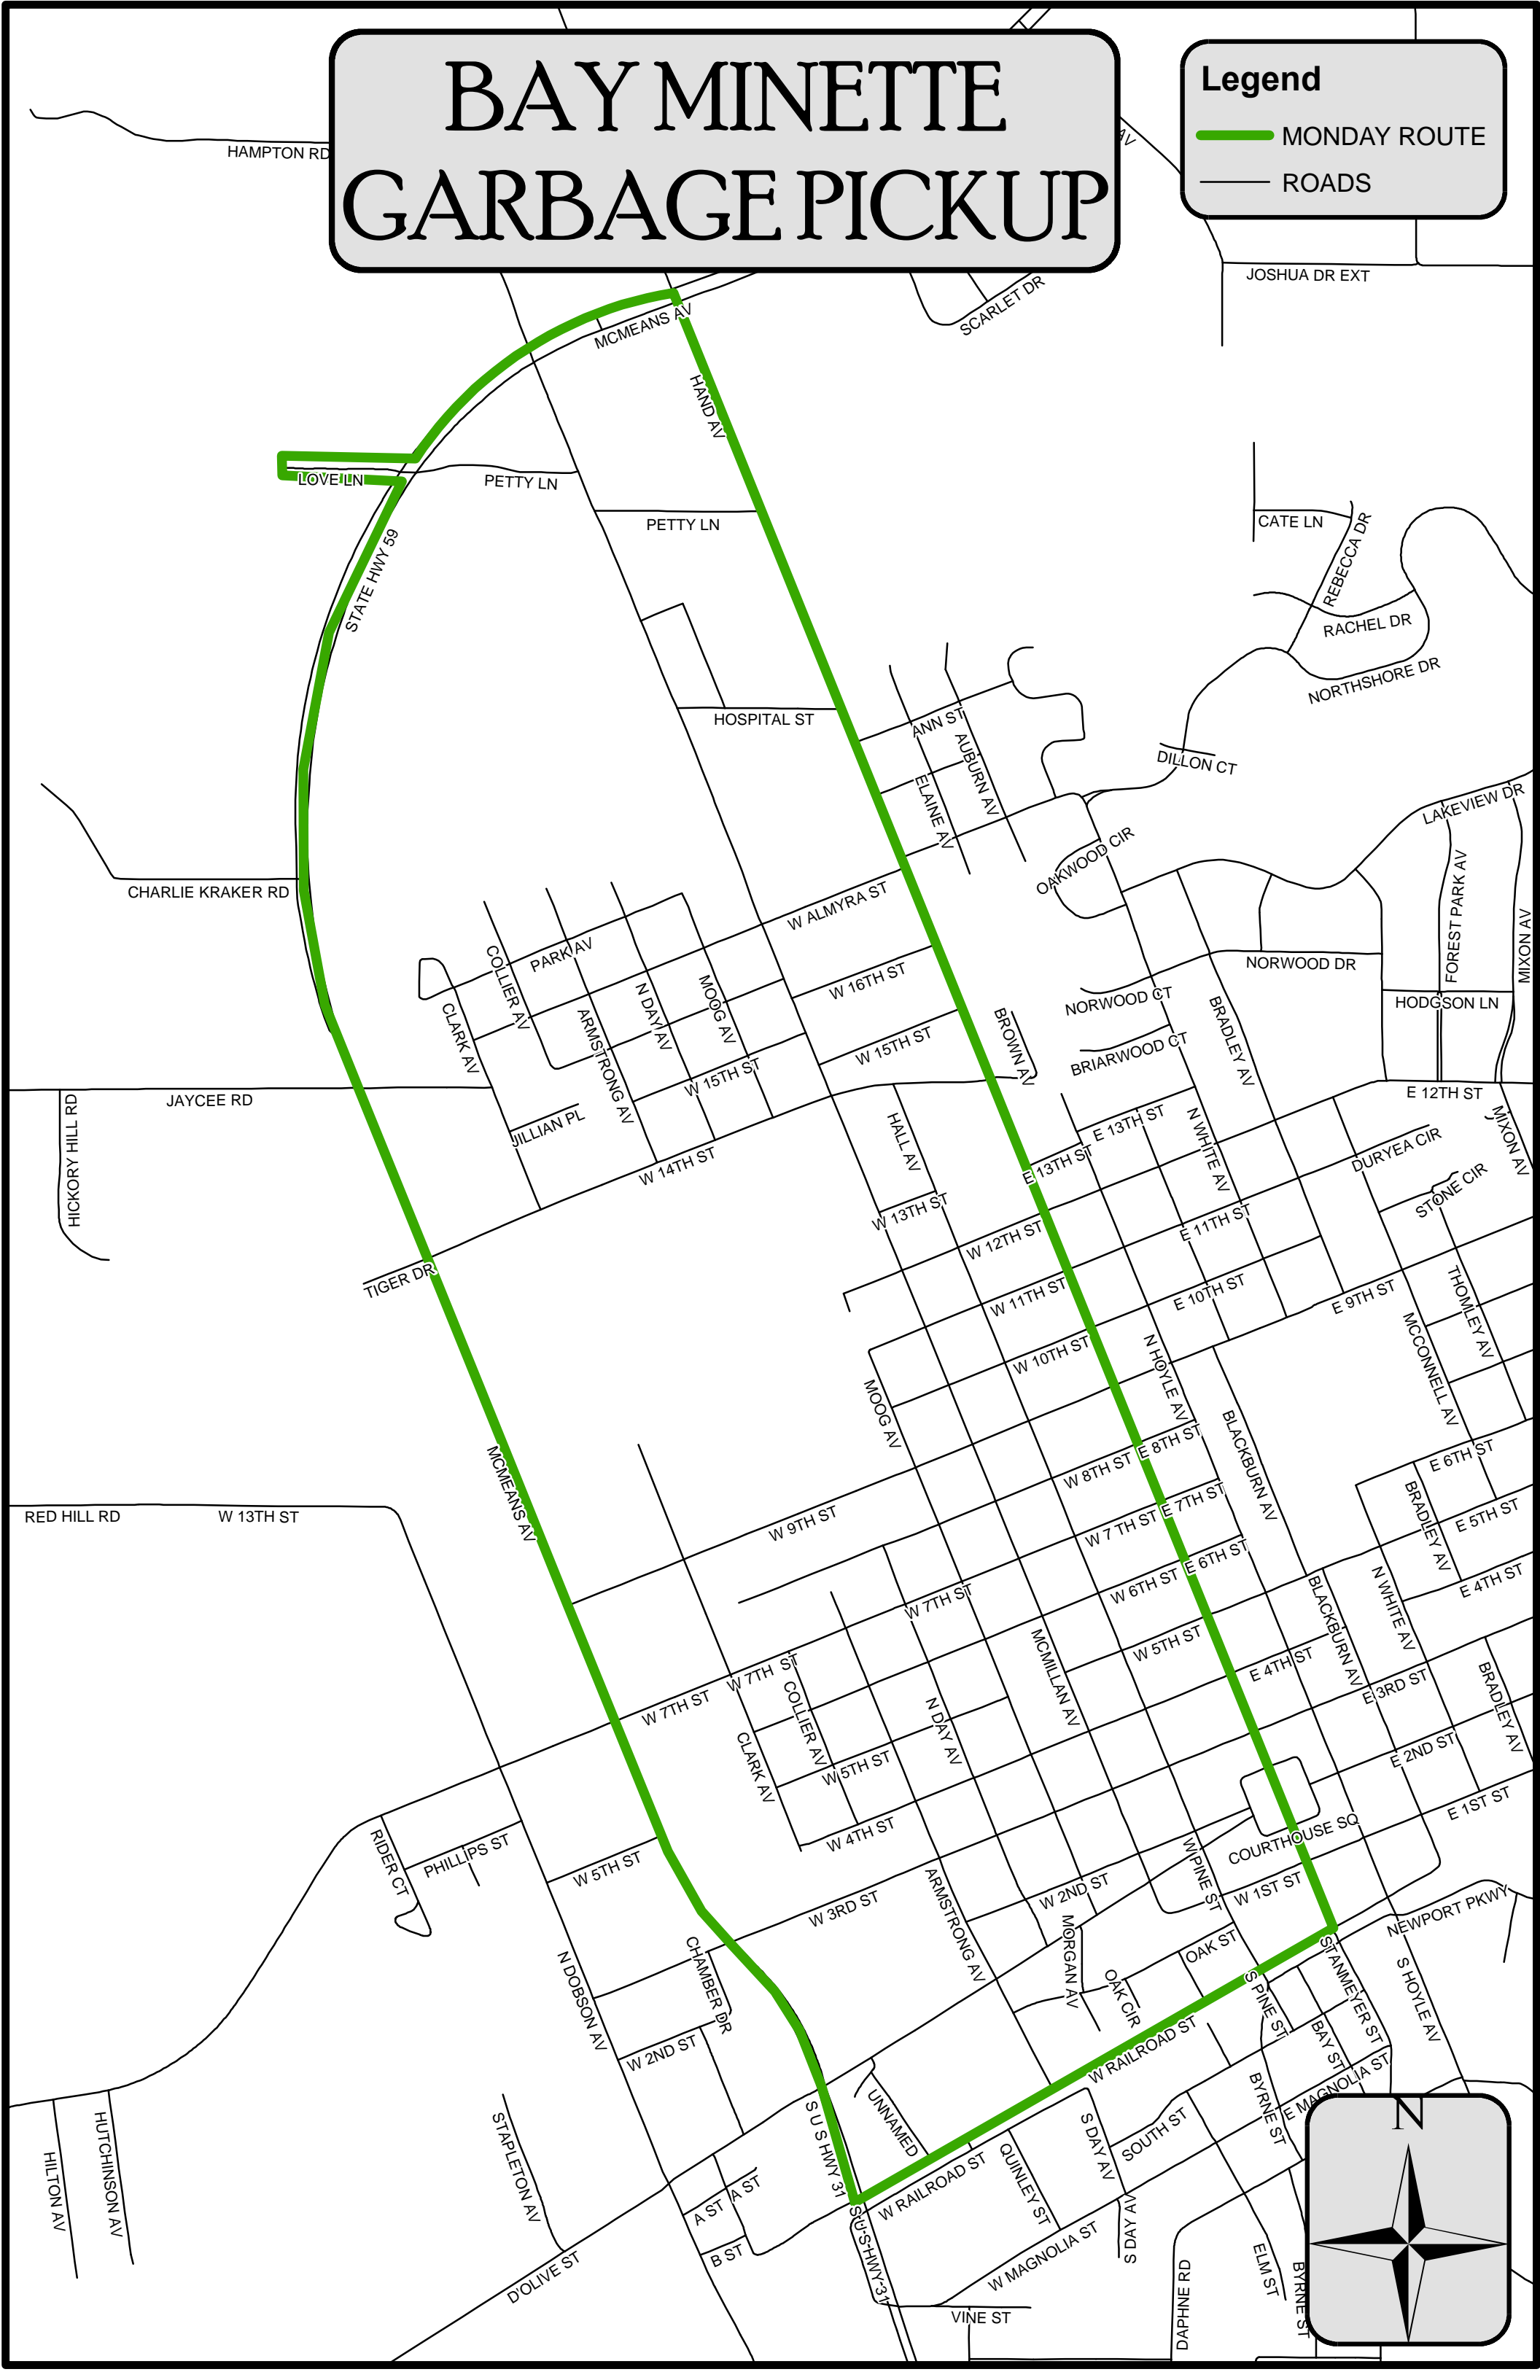 BAY MINETTE
GARBAGE PICKUP
Legend
MONDAY ROUTE
ROADS
HAMPTON RD
AV
JOSHUA DR EXT
SCARLET DR
MCMEANS AV
HAND AV
LOVE LN
PETTY LN
PETTY LN
CATE LN
REBECCA DR
STATE HWY 59
RACHEL DR
NORTHSHORE DR
HOSPITAL ST
ANN ST
AUBURN AV
DILLON CT
ELAINE AV
LAKEVIEW DR
OAKWOOD CIR
CHARLIE KRAKER RD
W ALMYRA ST
FOREST PARK AV
MIXON AV
PARK AV
COLLIER AV
NORWOOD DR
W 16TH ST
N DAY AV
MOOG AV
NORWOOD CT
HODGSON LN
CLARK AV
ARMSTRONG AV
BROWN AV
BRADLEY AV
W 15TH ST
BRIARWOOD CT
W 15TH ST
E 12TH ST
JAYCEE RD
JILLIAN PL
HICKORY HILL RD
HALL AV
E 13TH ST
N WHITE AV
MIXON AV
W 14TH ST
E 13TH ST
DURYEA CIR
STONE CIR
W 13TH ST
E 11TH ST
W 12TH ST
TIGER DR
W 11TH ST
E 10TH ST
E 9TH ST
THOMLEY AV
W 10TH ST
N HOYLE AV
MCCONNELL AV
MOOG AV
BLACKBURN AV
E 8TH ST
W 8TH ST
E 6TH ST
MCMEANS AV
BRADLEY AV
RED HILL RD
W 13TH ST
W 9TH ST
E 7TH ST
W 7 TH ST
E 5TH ST
E 6TH ST
W 6TH ST
E 4TH ST
W 7TH ST
BLACKBURN AV
N WHITE AV
MCMILLAN AV
W 5TH ST
W 7TH ST
E 4TH ST
W 7TH ST
COLLIER AV
E 3RD ST
BRADLEY AV
N DAY AV
CLARK AV
W 5TH ST
E 2ND ST
E 1ST ST
W 4TH ST
COURTHOUSE SQ
RIDER CT
PHILLIPS ST
W 5TH ST
W PINE ST
W 1ST ST
W 2ND ST
W 3RD ST
ARMSTRONG AV
NEWPORT PKWY
MORGAN AV
OAK ST
CHAMBER DR
N DOBSON AV
OAK CIR
S PINE ST
STANMEYER ST
S HOYLE AV
W 2ND ST
W RAILROAD ST
BAY ST
UNNAMED
BYRNE ST
E MAGNOLIA ST
S U S HWY 31
SOUTH ST
S DAY AV
HILTON AV
HUTCHINSON AV
STAPLETON AV
QUINLEY ST
W RAILROAD ST
A ST
A ST
S U S HWY 31
B ST
S DAY AV
W MAGNOLIA ST
D'OLIVE ST
ELM ST
BYRNE ST
DAPHNE RD
VINE ST
N